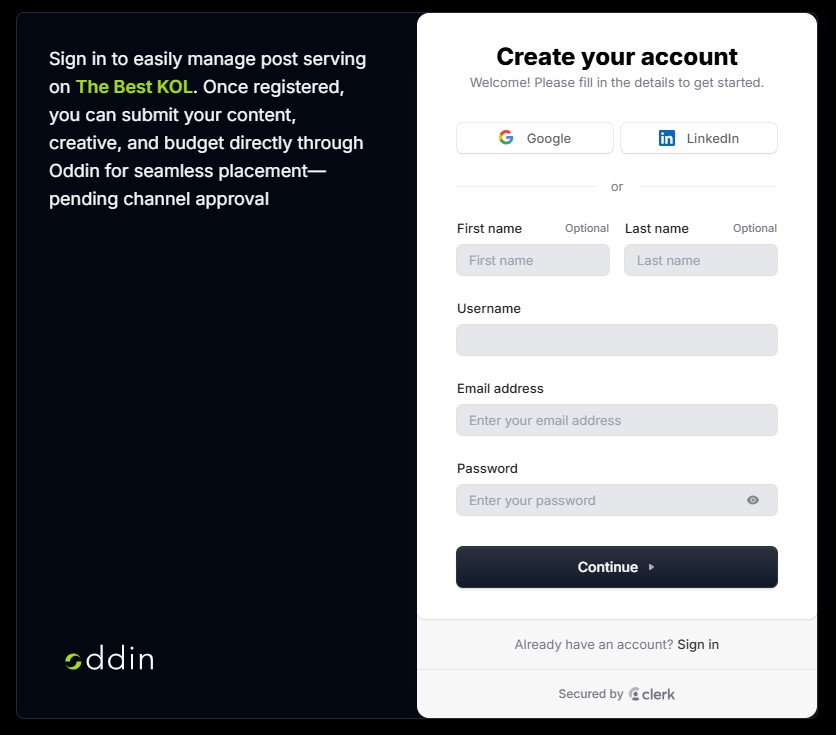 Sign in to easily manage post serving
on The Best KOL. Once registered,
you can submit your content,
creative, and budget directly through
Oddin for seamless placement—
pending channel approval
oddin
Create your account
Welcome! Please fill in the details to get started.
Google
LinkedIn
or
First name Optional
Last name Optional
First name
Last name
Username
Email address
Enter your email address
Password
Enter your password
Continue
Already have an account? Sign in
Secured by clerk